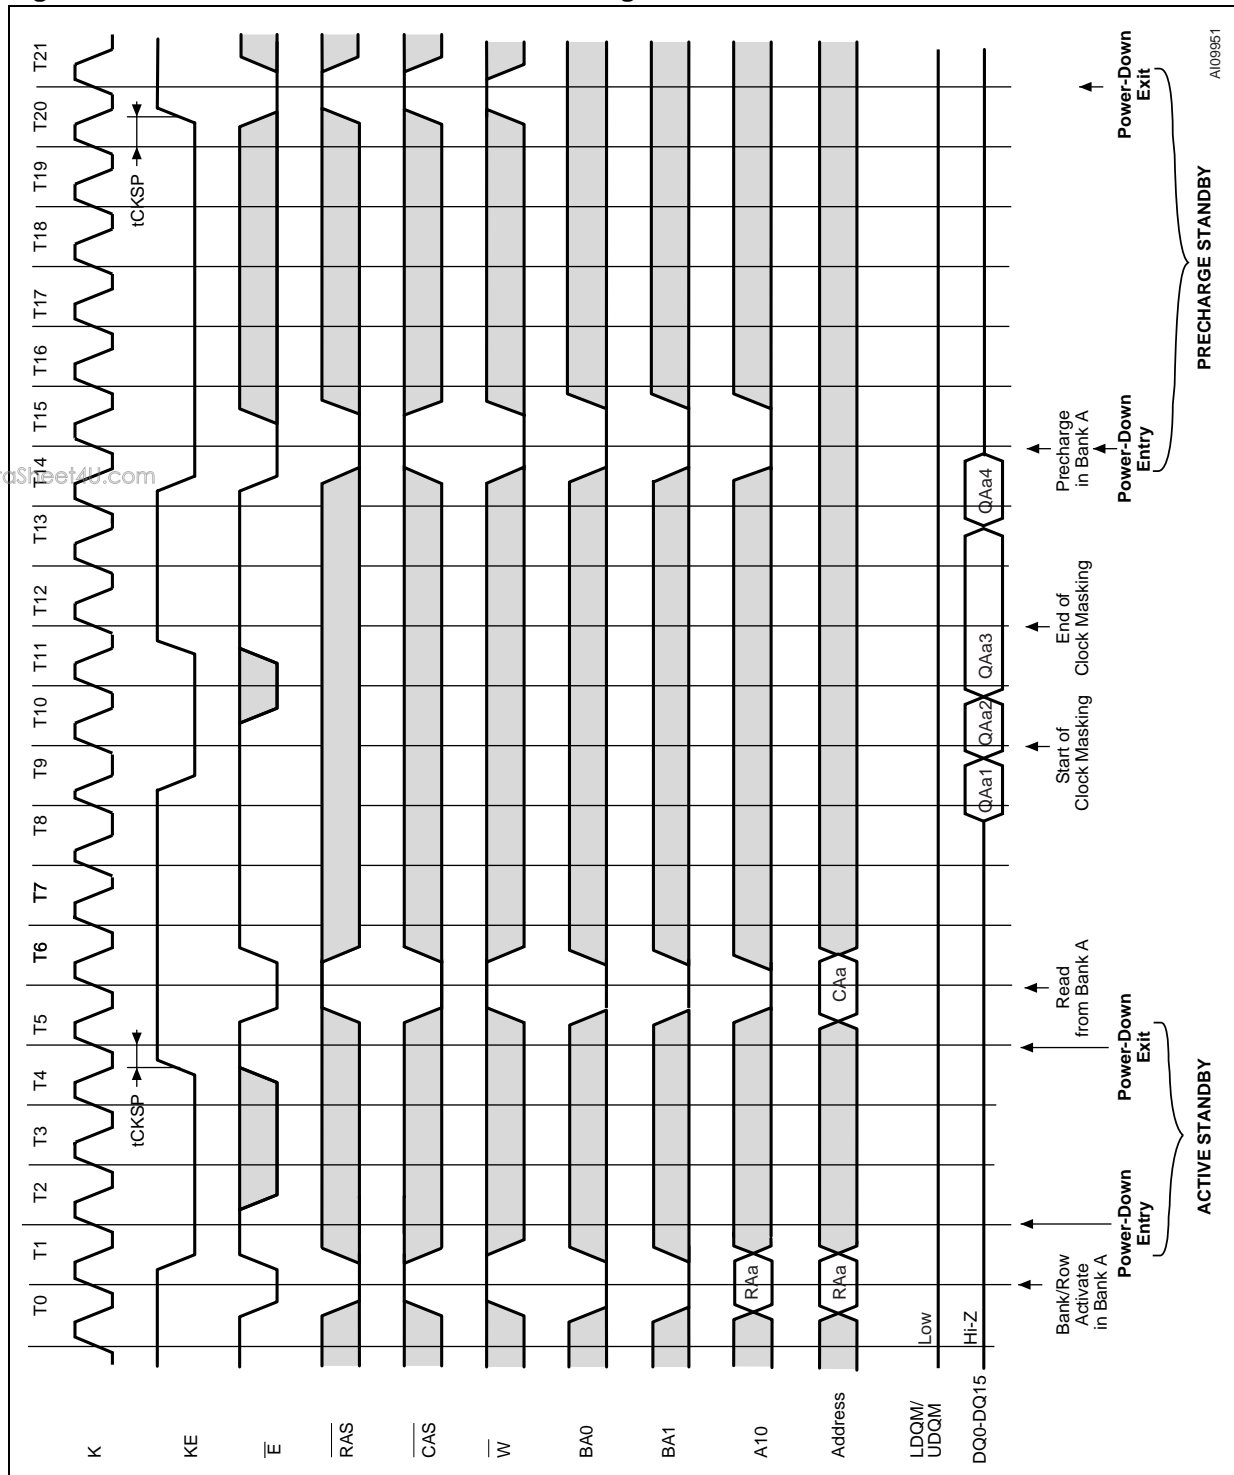 T0 T1 T2 T3 T4 T5 T6 T7 T8 T9 T10 T11 T12 T13 T14 T15 T16 T17 T18 T19 T20 T21
K
tCKSP
tCKSP
KE
E
RAS
CAS
W
BA0
BA1
A10
RAa
Address
RAa
CAa
LDQM/
UDQM
Low
DQ0-DQ15
Hi-Z
QAa1
QAa2
QAa3
QAa4
Bank/Row
Activate
in Bank A
Read
from Bank A
Start of
Clock Masking
End of
Clock Masking
Precharge
in Bank A
Power-Down
Entry
Power-Down
Exit
Power-Down
Entry
Power-Down
Exit
ACTIVE STANDBY
PRECHARGE STANDBY
AI09951
aSheet4U.com